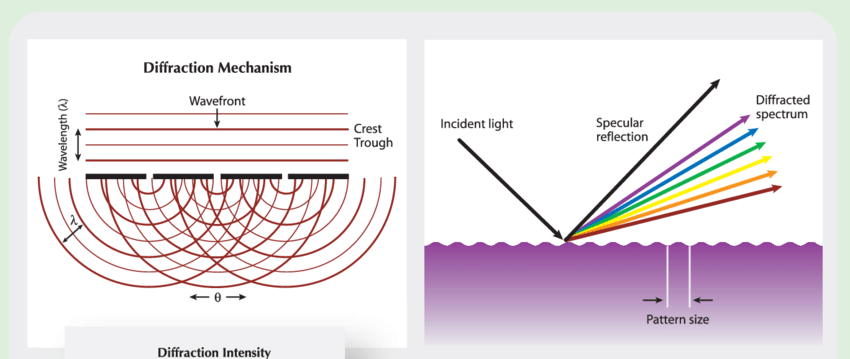 Diffraction Mechanism
Wavefront
Wavelength (λ)
Crest
Trough
λ
θ
Diffraction Intensity
Incident light
Specular
reflection
Diffracted
spectrum
Pattern size